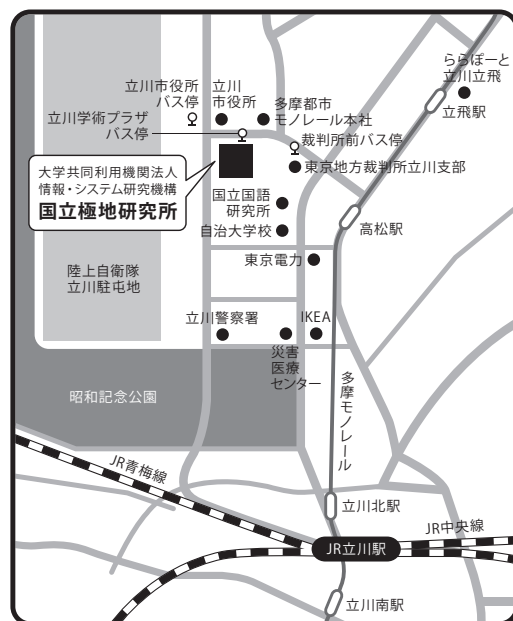 ららぽーと
立川立飛
立飛駅
立川市役所
バス停
立川
市役所
多摩都市
モノレール本社
立川学術プラザ
バス停
裁判所前バス停
東京地方裁判所立川支部
大学共同利用機関法人
情報・システム研究機構
国立極地研究所
国立国語
研究所
高松駅
自治大学校
東京電力
陸上自衛隊
立川駐屯地
立川警察署
IKEA
災害
医療
センター
多摩モノレール
昭和記念公園
JR青梅線
立川北駅
JR中央線
JR立川駅
立川南駅